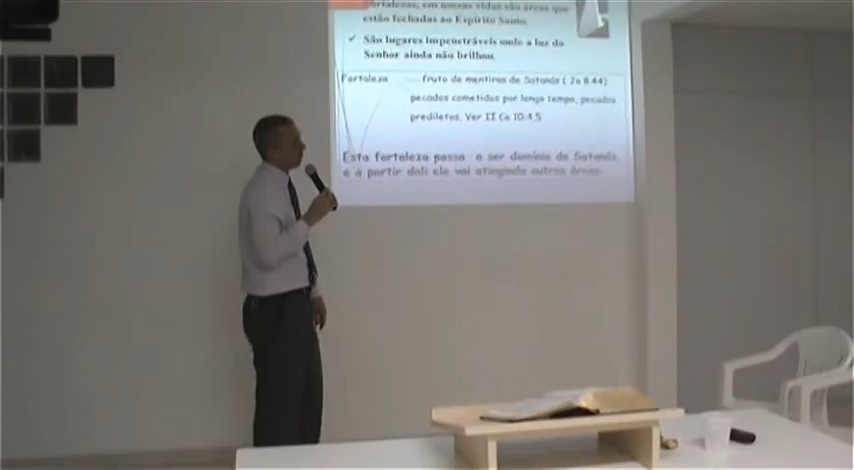 Fortalezas, em nossas vidas são áreas que
estão fechadas ao Espírito Santo.
✓ São lugares impenetráveis onde a luz do
Senhor ainda não brilhou.
Fortaleza fruto de mentiras de Satanás ( Jo 8.44)
pecados cometidos por longo tempo, pecados
prediletos. Ver II Co 10:4,5
Esta fortaleza passa a ser domínio de Satanás,
e a partir dali ele vai atingindo outras áreas.